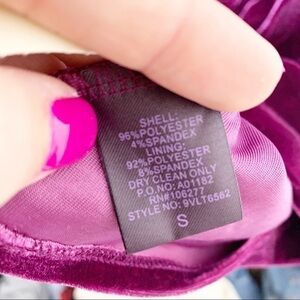 SHELL:
96%POLYESTER
4%SPANDEX
LINING:
92%POLYESTER
8%SPANDEX
DRY CLEAN ONLY
P.O.NO: A01182
RN#106277
STYLE NO: 9VLT6562
S